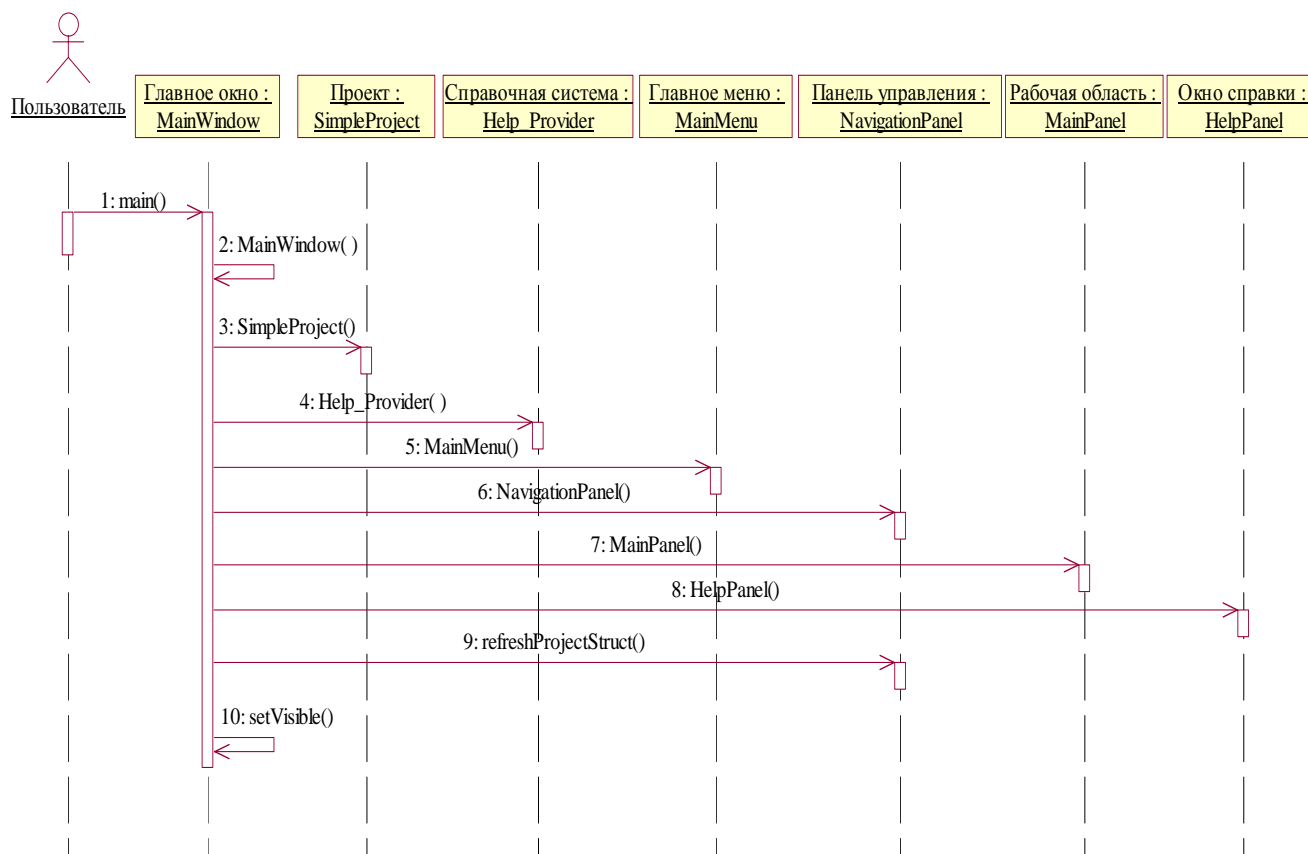 Пользователь
Главное окно :
MainWindow
Проект :
SimpleProject
Справочная система :
Help_Provider
Главное меню :
MainMenu
Панель управления :
NavigationPanel
Рабочая область :
MainPanel
Окно справки :
HelpPanel
1: main()
2: MainWindow( )
3: SimpleProject()
4: Help_Provider( )
5: MainMenu()
6: NavigationPanel()
7: MainPanel()
8: HelpPanel()
9: refreshProjectStruct()
10: setVisible()